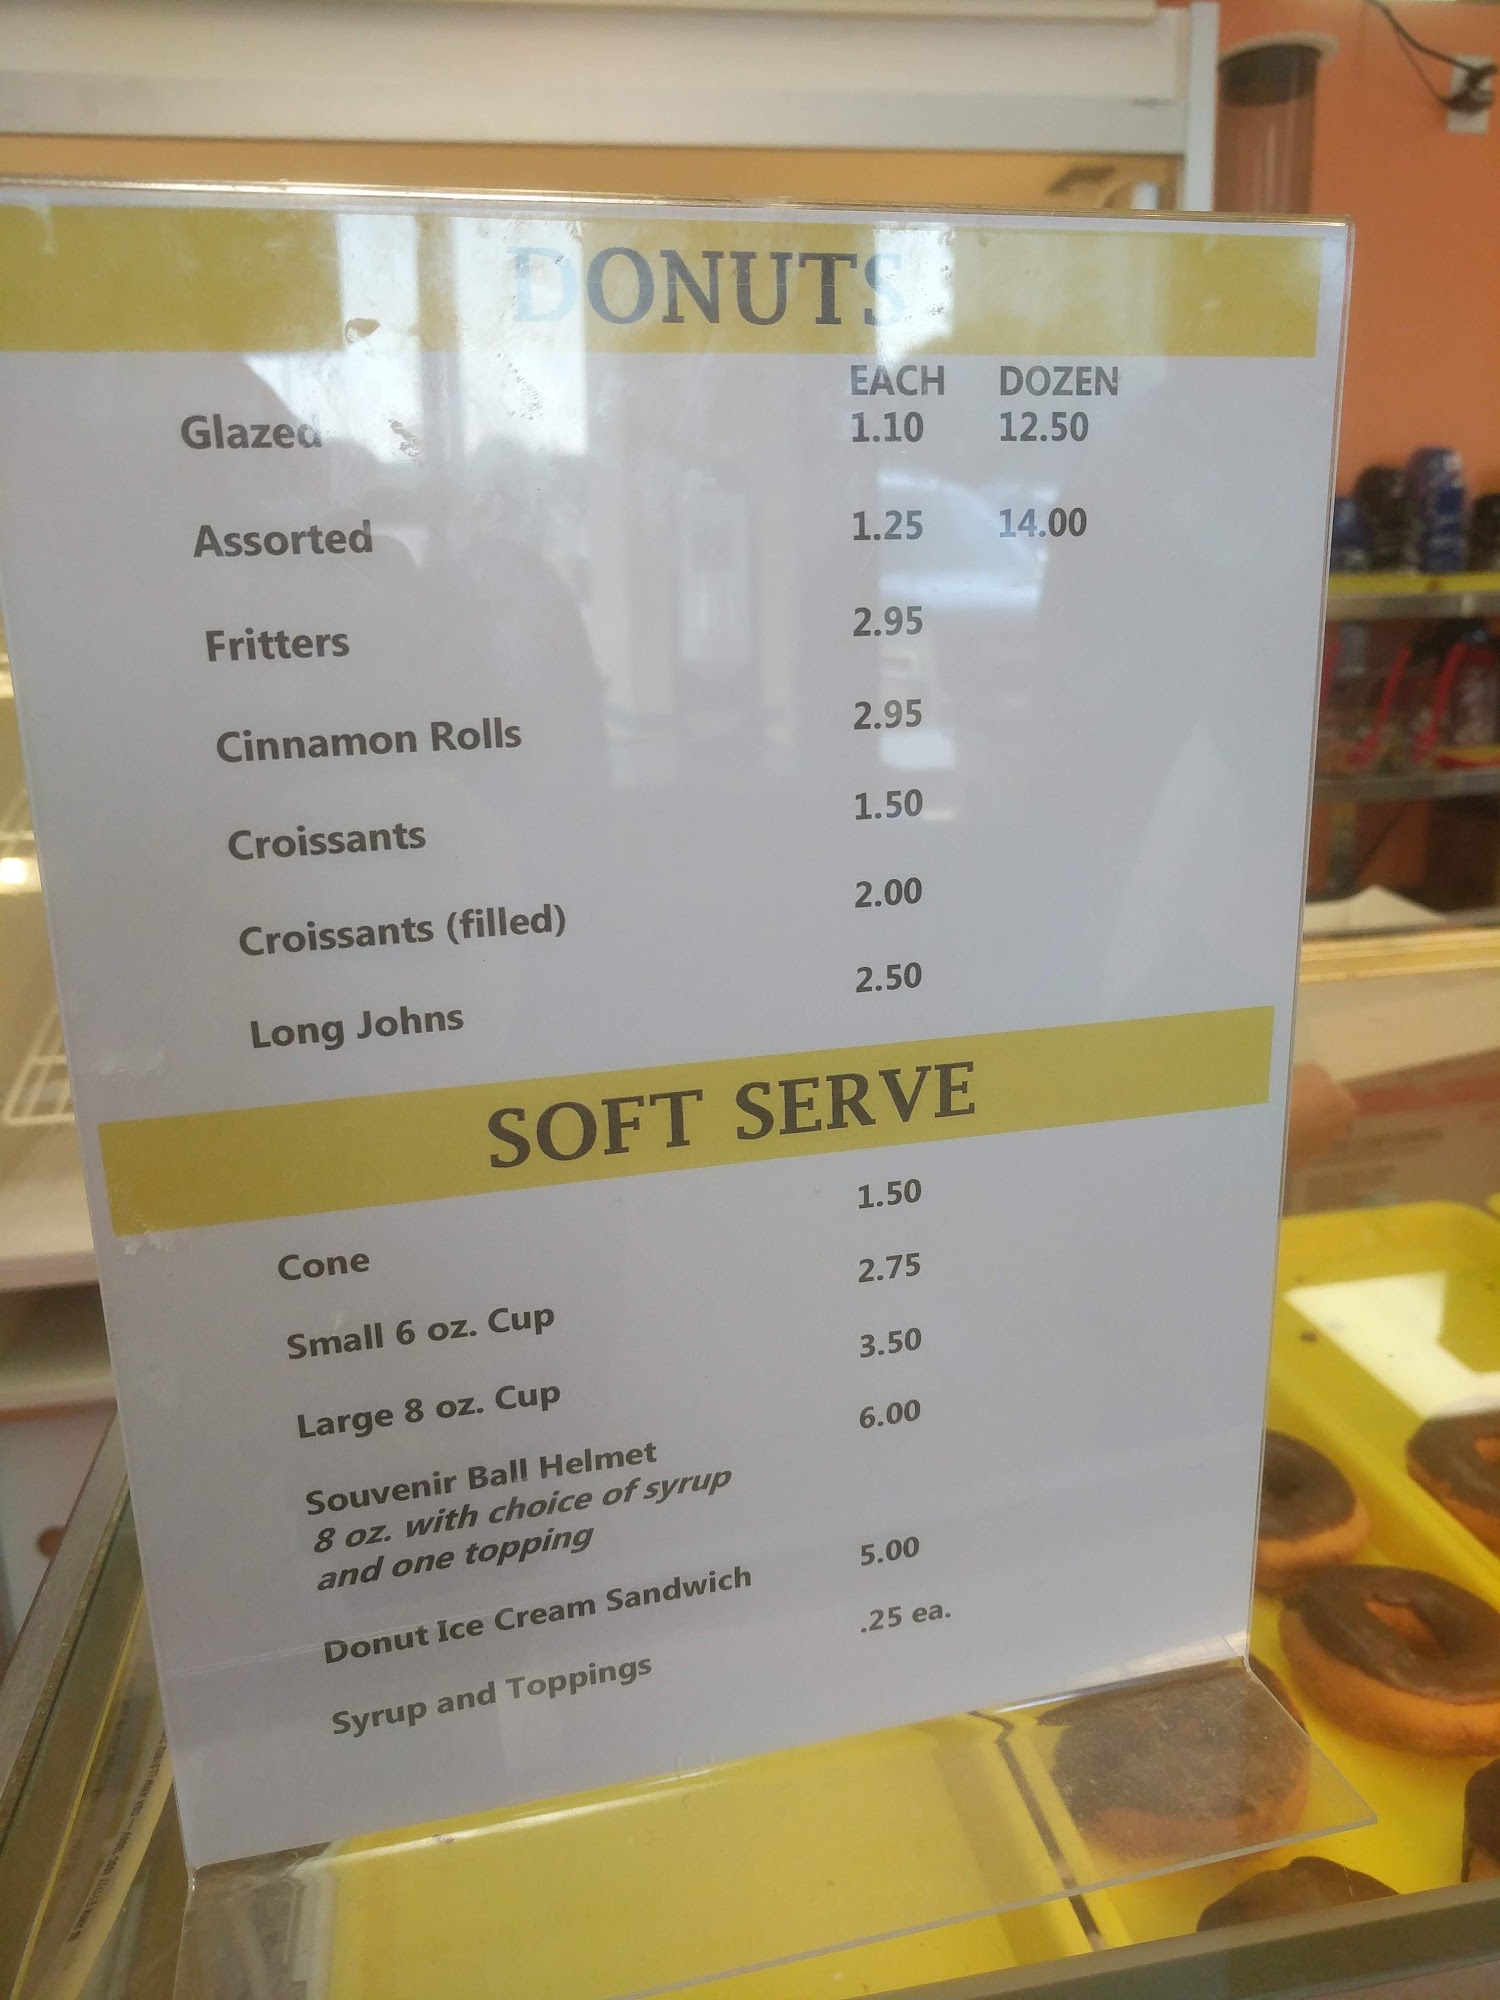 DONUTS
EACH DOZEN
Glazed 1.10 12.50
Assorted 1.25 14.00
Fritters 2.95
Cinnamon Rolls 2.95
Croissants 1.50
Croissants (filled) 2.00
Long Johns 2.50
SOFT SERVE
Cone 1.50
Small 6 oz. Cup 2.75
Large 8 oz. Cup 3.50
Souvenir Ball Helmet 6.00
8 oz. with choice of syrup
and one topping
Donut Ice Cream Sandwich 5.00
Syrup and Toppings .25 ea.